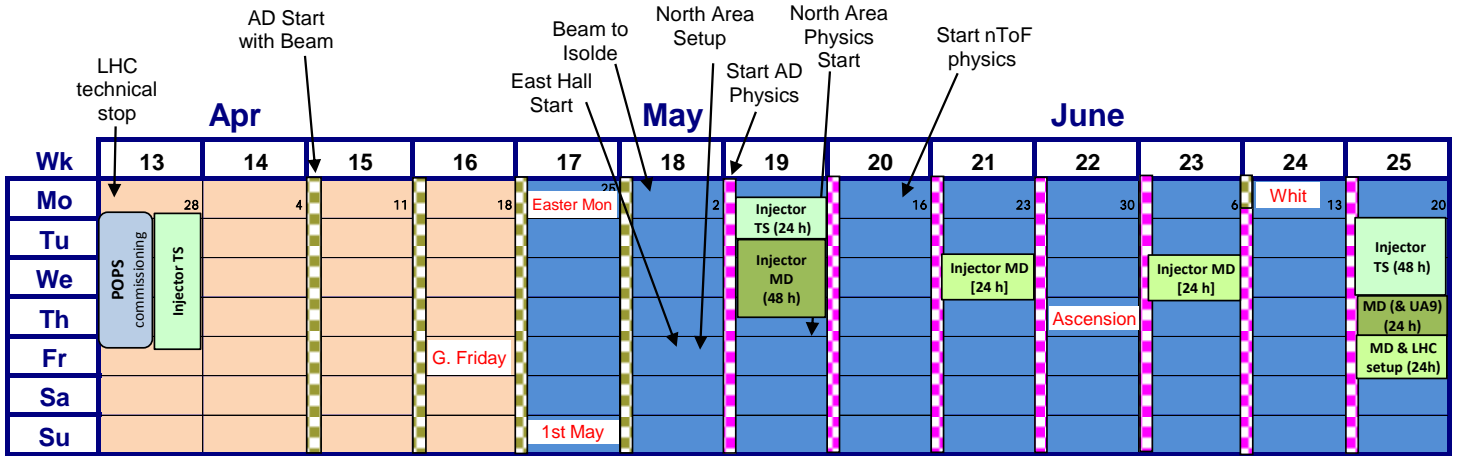 AD Start
with Beam
LHC
technical
stop
Beam to
Isolde
East Hall
Start
North Area
Setup
Start AD
Physics
North Area
Physics
Start
Start nToF
physics
Apr
May
June
Wk 13 14 15 16 17 18 19 20 21 22 23 24 25
Mo 28 4 11 18 25 2 16 23 30 6 13 20
Easter Mon
Whit
Tu
We
Th
Fr
Sa
Su
POPS
commissioning
Injector TS
G. Friday
1st May
Injector
TS (24 h)
Injector
MD
(48 h)
Injector MD
[24 h]
Ascension
Injector MD
[24 h]
Injector
TS (48 h)
MD (& UA9)
(24 h)
MD & LHC
setup (24h)